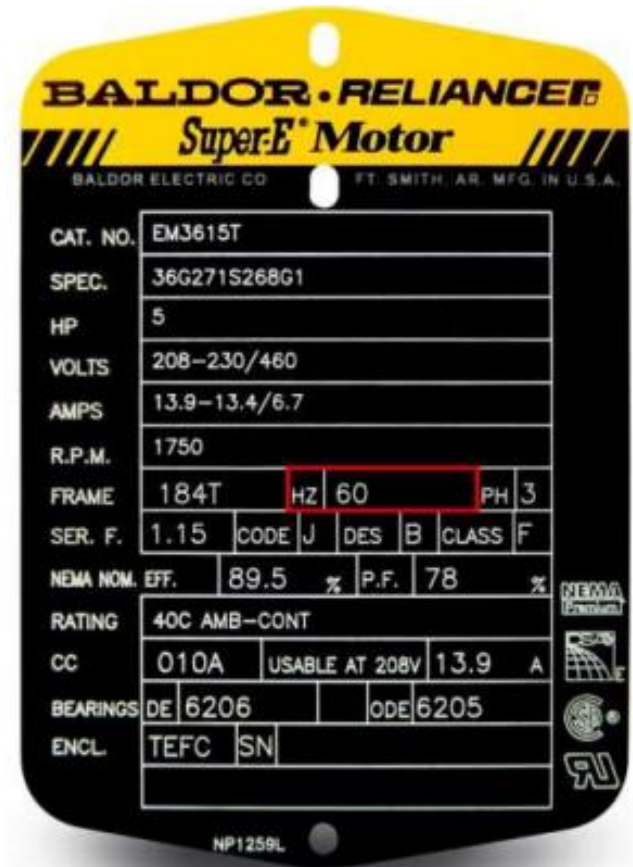 BALDOR • RELIANCER
Super-E® Motor
BALDOR ELECTRIC CO FT. SMITH, AR. MFG. IN U.S.A.
CAT. NO. EM3615T
SPEC. 36G271S268G1
HP 5
VOLTS 208-230/460
AMPS 13.9-13.4/6.7
R.P.M. 1750
FRAME 184T HZ 60 PH 3
SER. F. 1.15 CODE J DES B CLASS F
NEMA NOM. EFF. 89.5 % P.F. 78 %
NEMA
Premium
RATING 40C AMB-CONT
CC 010A USABLE AT 208V 13.9 A
E
BEARINGS DE 6206 ODE 6205
ENCL. TEFC SN
NP1259L